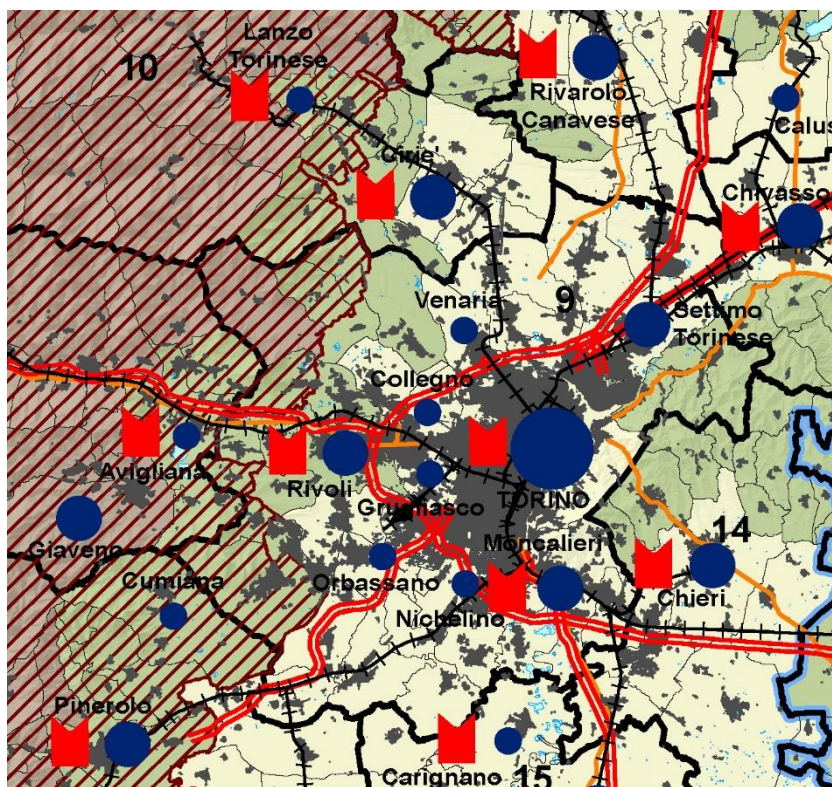 Lanzo
Torinese
10
Rivarolo
Canavese
Calus
Cirie'
Chivasso
Venaria
9
Settimo
Torinese
Collegno
Avigliana
Rivoli
TORINO
Grugliasco
Giaveno
Moncalieri
14
Cumiana
Orbassano
Nichelino
Chieri
Pinerolo
Carignano
15